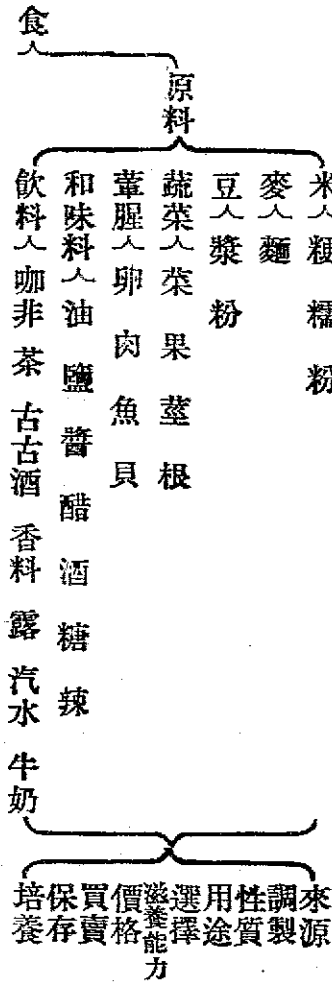 食
原料
米 粳 糯 粉
麥 麵
豆 漿 粉
蔬菜 菜 果 莖 根
葷腥 卵 肉 魚 貝
和味料 油 鹽 醬 醋 酒 糖 辣
飲料 咖非 茶 古古酒 香料 露 汽水 牛奶
來源
調製
性質
用途
選擇
滋養能力
價格
買賣
保存
培養